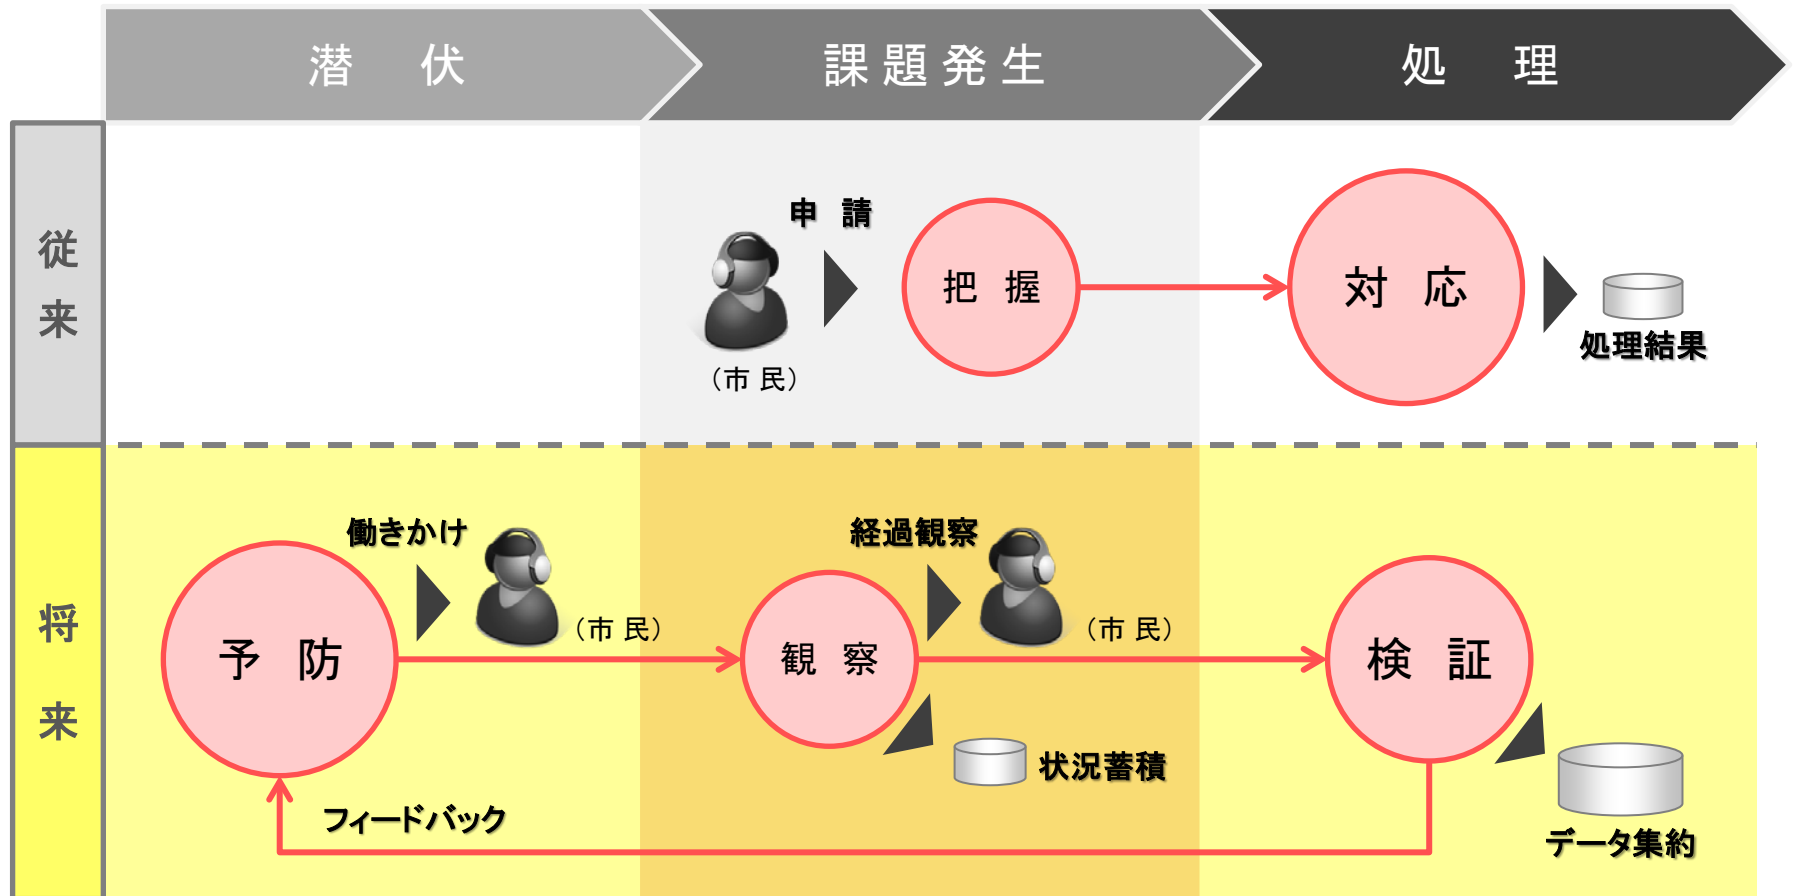 潜 伏
課題発生
処 理
従来
申 請
(市 民)
把 握
対 応
処理結果
将来
働きかけ
(市 民)
予 防
経過観察
(市 民)
観 察
状況蓄積
検 証
データ集約
フィードバック